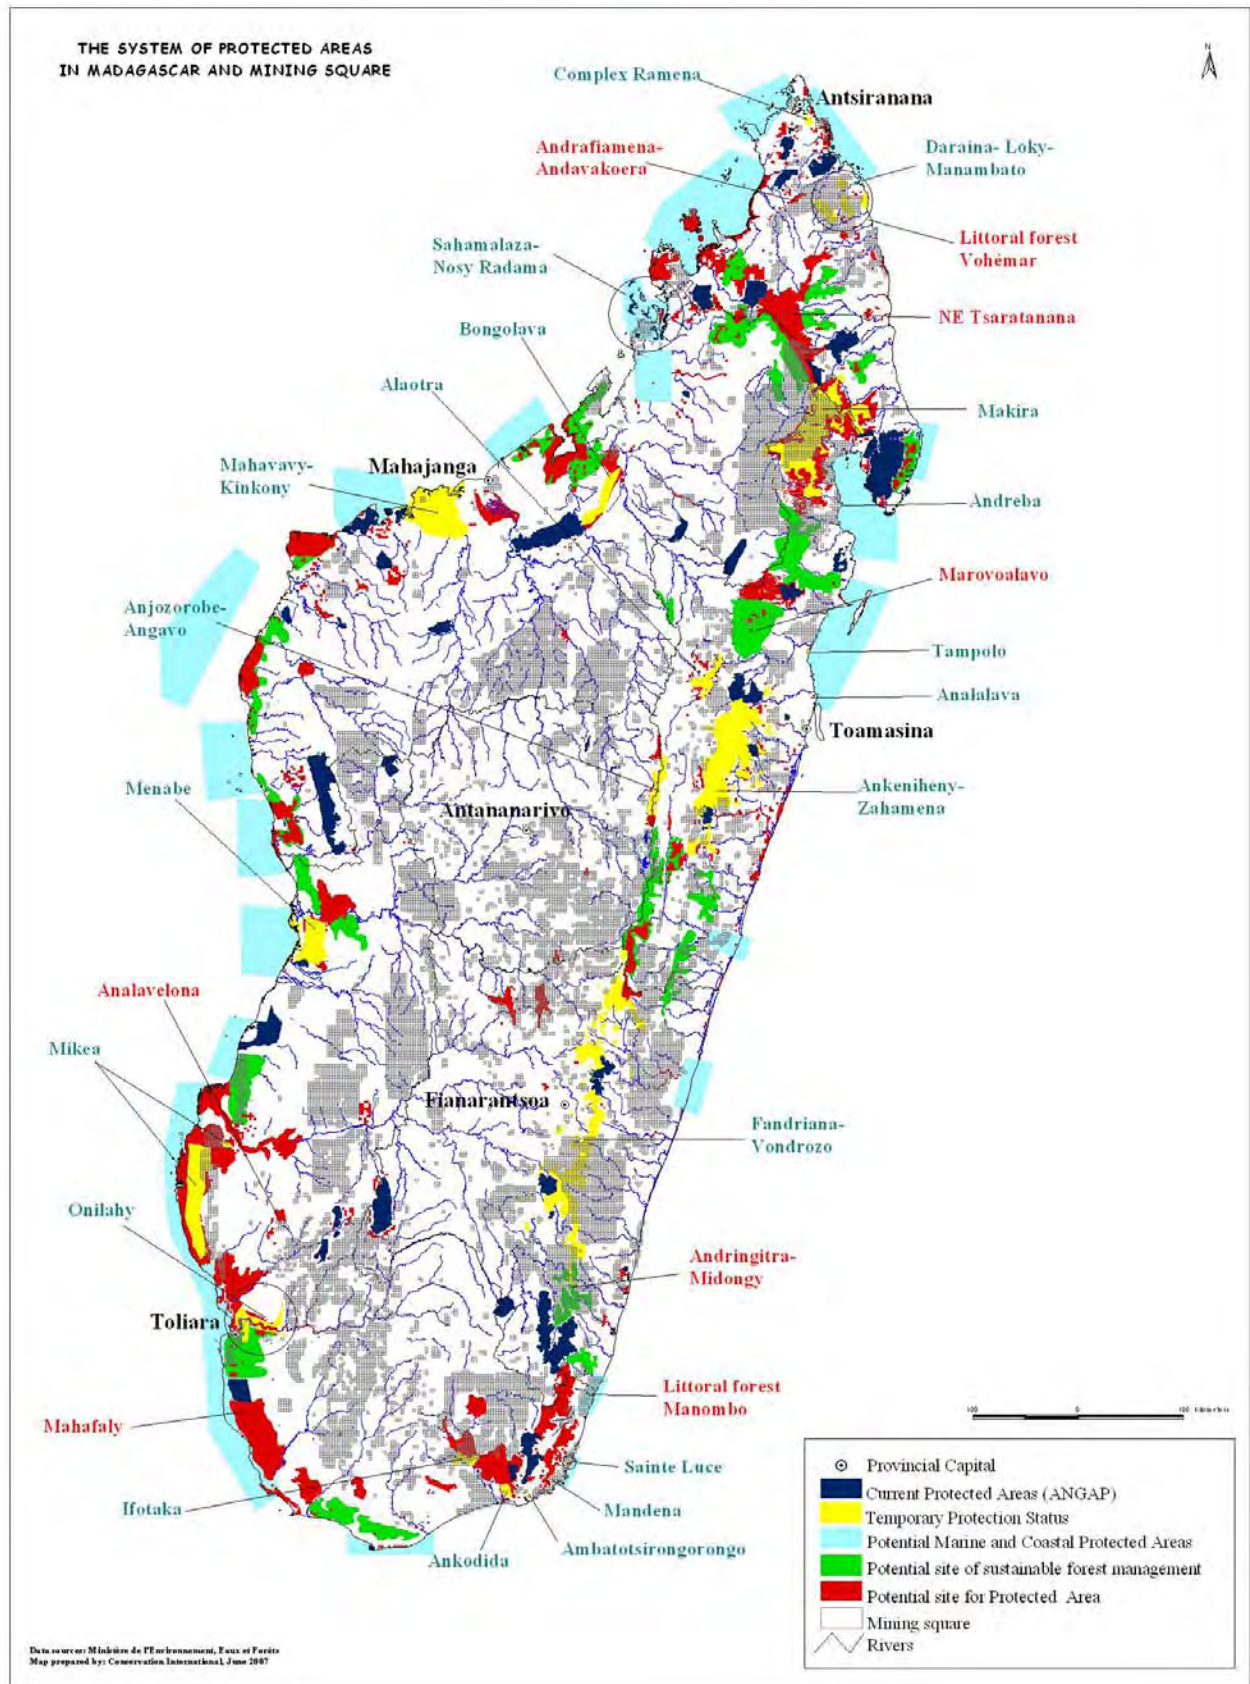 THE SYSTEM OF PROTECTED AREAS
IN MADAGASCAR AND MINING SQUARE
N
Complex Ramena
Antsiranana
Andrafiamena-
Andavakoera
Daraina- Loky-
Manambato
Littoral forest
Vohémar
Sahamalaza-
Nosy Radama
NE Tsaratanana
Bongolava
Alaotra
Makira
Mahajanga
Mahavavy-
Kinkony
Andreba
Marovoalavo
Anjozorobe-
Angavo
Tampolo
Analalava
Toamasina
Menabe
Ankeniheny-
Zahamena
Antananarivo
Analavelona
Mikea
Fianarantsoa
Fandriana-
Vondrozo
Onilahy
Andringitra-
Midongy
Toliara
Littoral forest
Manombo
Mahafaly
Sainte Luce
Ifotaka
Mandena
Ambatotsirongorongo
Ankodida
100 0 100 Kilometers
Provincial Capital
Current Protected Areas (ANGAP)
Temporary Protection Status
Potential Marine and Coastal Protected Areas
Potential site of sustainable forest management
Potential site for Protected Area
Mining square
Rivers
Data sources: Ministère de l'Environnement, Eaux et Forêts
Map prepared by: Conservation International, June 2007